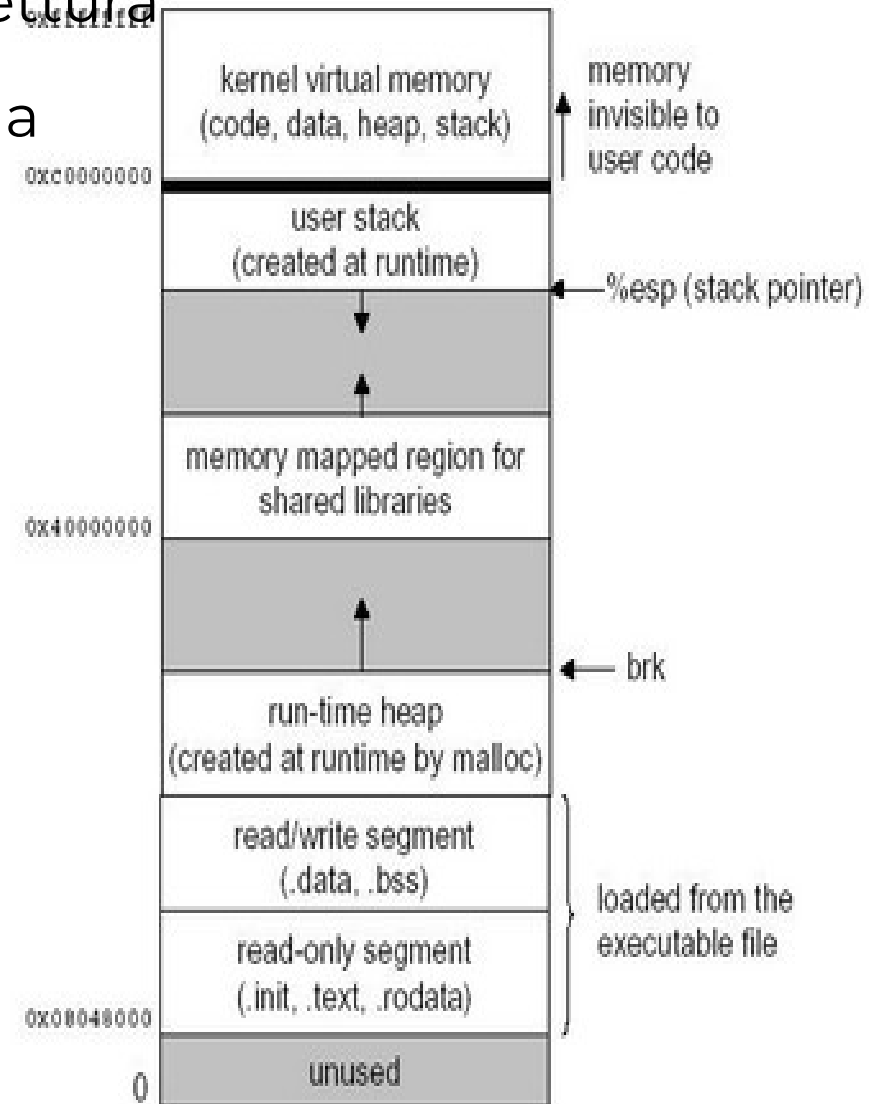 ettura
0xffffffff
a
kernel virtual memory
(code, data, heap, stack)
memory
invisible to
user code
0xc0000000
user stack
(created at runtime)
%esp (stack pointer)
memory mapped region for
shared libraries
0x40000000
brk
run-time heap
(created at runtime by malloc)
read/write segment
(.data, .bss)
loaded from the
executable file
read-only segment
(.init, .text, .rodata)
0x08048000
unused
0